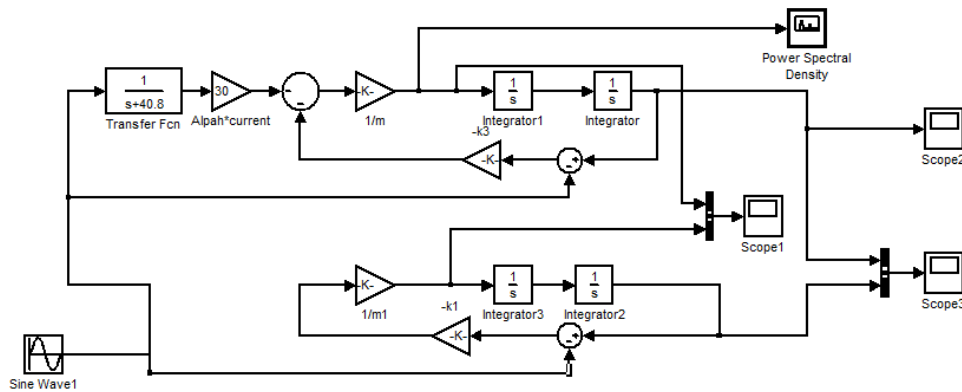 Power Spectral
Density
1
s+40.8
Transfer Fcn
30
Alpah*current
-K-
1/m
1
s
Integrator1
1
s
Integrator
-k3
-K-
Scope2
Scope1
-K-
1/m1
1
s
Integrator3
1
s
Integrator2
-k1
-K-
Scope3
Sine Wave1